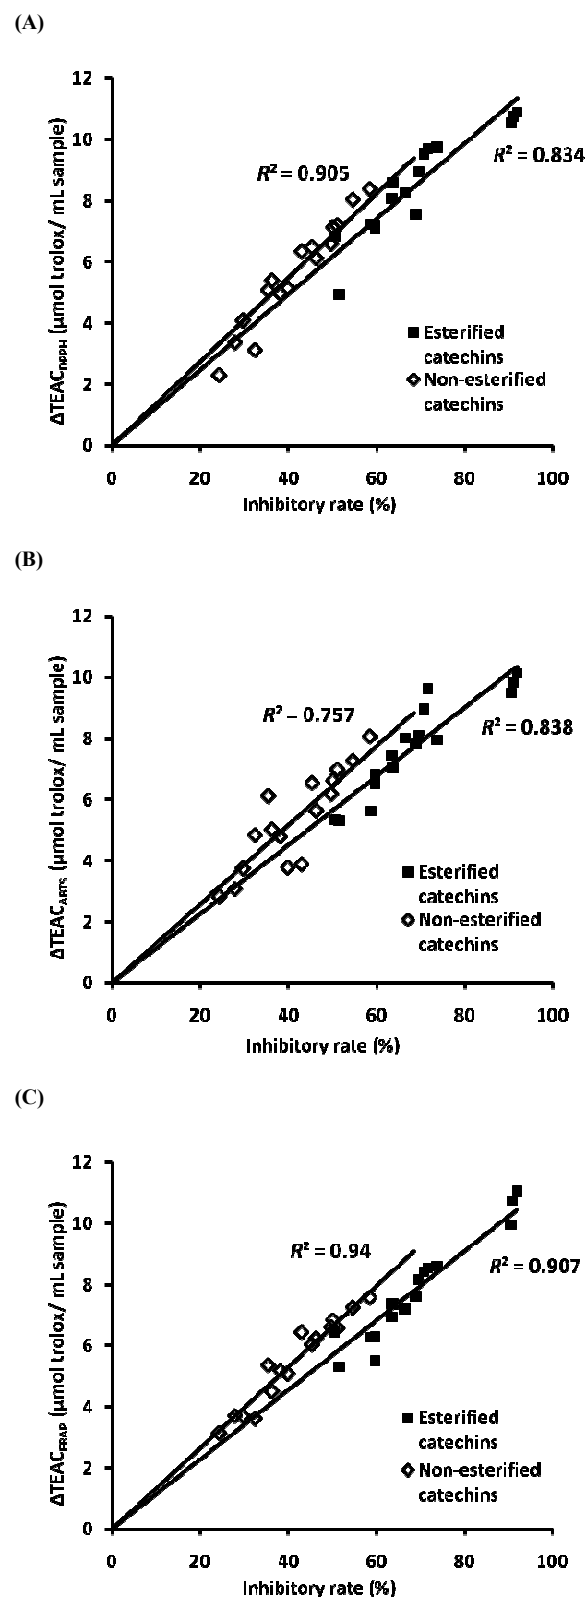 (A)
12
10
8
6
4
2
0
0 20 40 60 80 100
ΔTEAC_DPPH (μmol trolox/ mL sample)
R² = 0.905
R² = 0.834
Esterified
catechins
Non-esterified
catechins
Inhibitory rate (%)
(B)
12
10
8
6
4
2
0
0 20 40 60 80 100
ΔTEAC_ABTS (μmol trolox/ mL sample)
R² = 0.757
R² = 0.838
Esterified
catechins
Non-esterified
catechins
Inhibitory rate (%)
(C)
12
10
8
6
4
2
0
0 20 40 60 80 100
ΔTEAC_FRAP (μmol trolox/ mL sample)
R² = 0.94
R² = 0.907
Esterified
catechins
Non-esterified
catechins
Inhibitory rate (%)